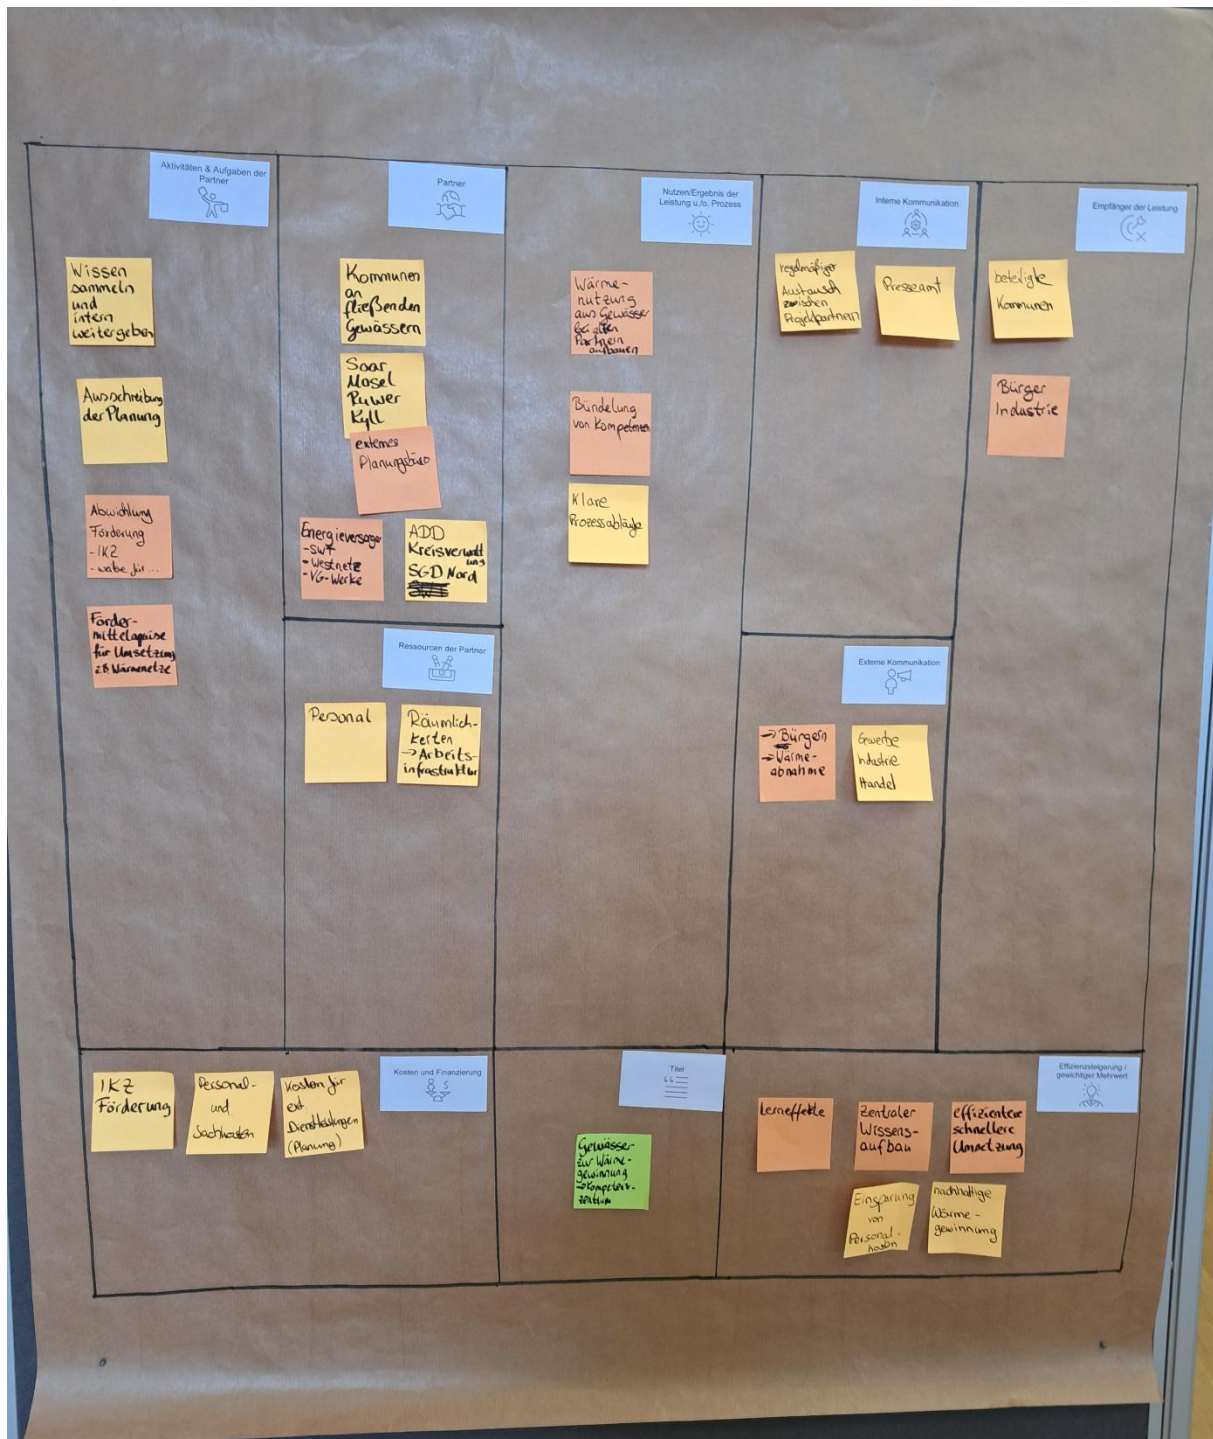 Aktivitäten & Aufgaben der
Partner
Wissen
sammeln
und
intern
weitergeben
Ausschreibung
der Planung
Abwicklung
Förderung
- IKZ
Förder-
mittelaquise
für Umsetzung
z.B. Wärmenetze
Partner
Kommunen
an
fließenden
Gewässern
Saar
Mosel
Ruwer
Kyll
externes
Planungsbüro
Energieversorger
- SWT
- Westnetz
- VG-Werke
ADD
Kreisverwalt
ung
SGD Nord
Ressourcen der Partner
Personal
Räumlich-
keiten
→ Arbeits-
infrastruktur
Nutzen/Ergebnis der
Leistung u./o. Prozess
Wärme-
nutzung
aus Gewässer
bei allen
Partnern
aufbauen
Bündelung
von Kompetenzen
Klare
Prozessabläufe
Interne Kommunikation
regelmäßiger
Austausch
zwischen
Projektpartnern
Presseamt
Externe Kommunikation
→ Bürgern
→ Wärme-
abnahme
Gewerbe
Industrie
Handel
Empfänger der Leistung
beteiligte
Kommunen
Bürger
Industrie
Kosten und Finanzierung
IKZ
Förderung
Personal-
und
Sachkosten
Kosten für
ext.
Dienstleistungen
(Planung)
Titel
Gewässer
zur Wärme-
gewinnung
→ Kompetenz-
zentrum
Effizienzsteigerung /
gewichtiger Mehrwert
Lerneffekte
Zentraler
Wissens-
aufbau
effizientere
schnellere
Umsetzung
Einsparung
von
Personal-
kosten
nachhaltige
Wärme-
gewinnung